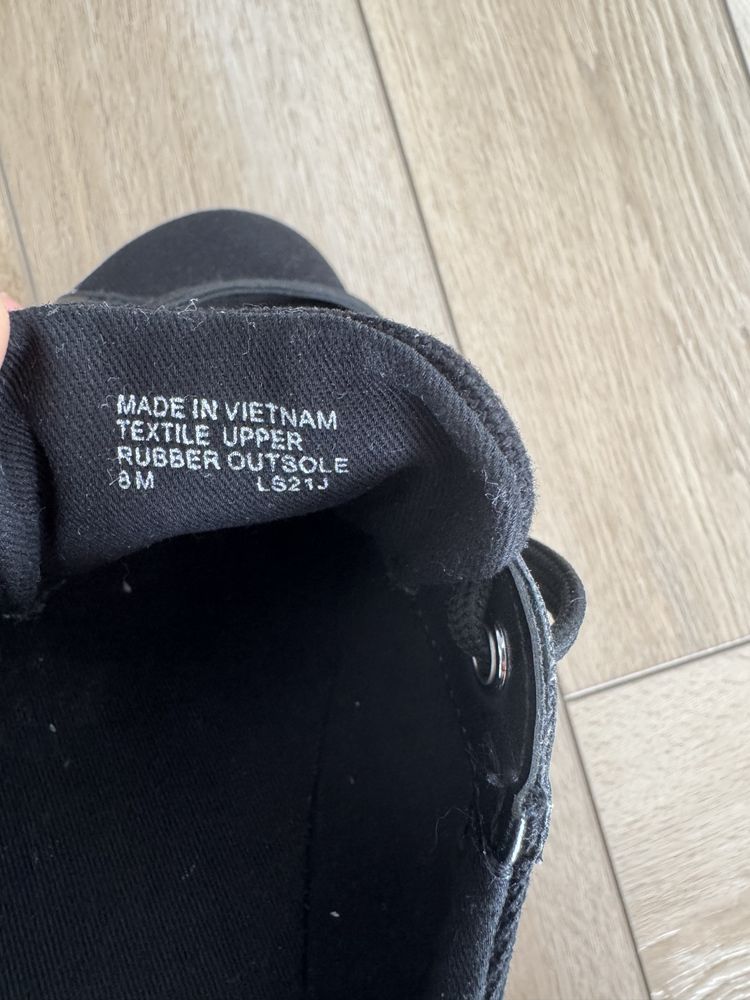 MADE IN VIETNAM
TEXTILE UPPER
RUBBER OUTSOLE
8M LS21J